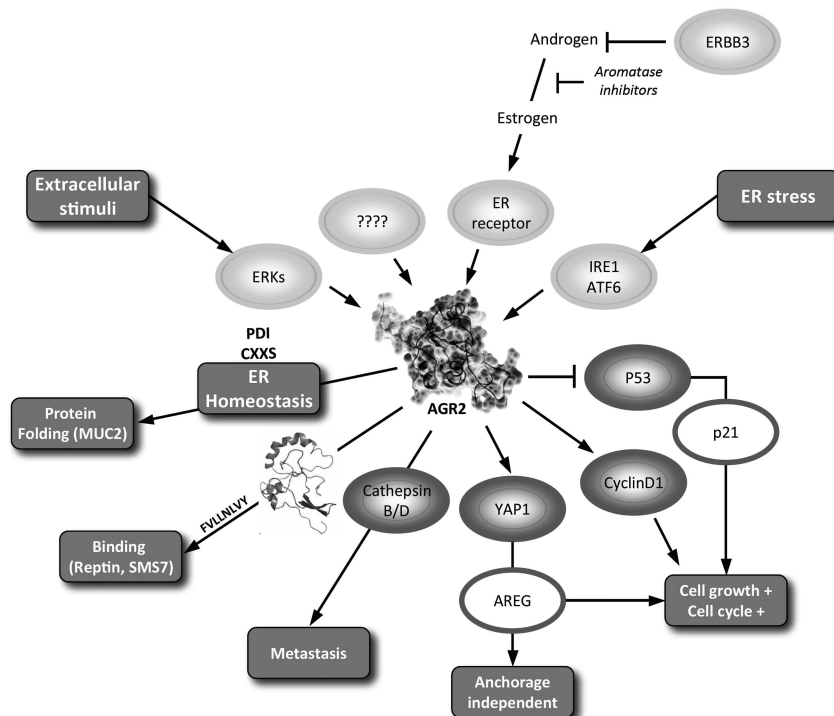 Androgen
ERBB3
Aromatase
inhibitors
Estrogen
Extracellular
stimuli
????
ER
receptor
ER stress
ERKs
IRE1
ATF6
PDI
CXXS
ER
Homeostasis
AGR2
P53
Protein
Folding (MUC2)
p21
Cathepsin
B/D
YAP1
CyclinD1
FVLLNLVY
Binding
(Reptin, SMS7)
AREG
Cell growth +
Cell cycle +
Metastasis
Anchorage
independent